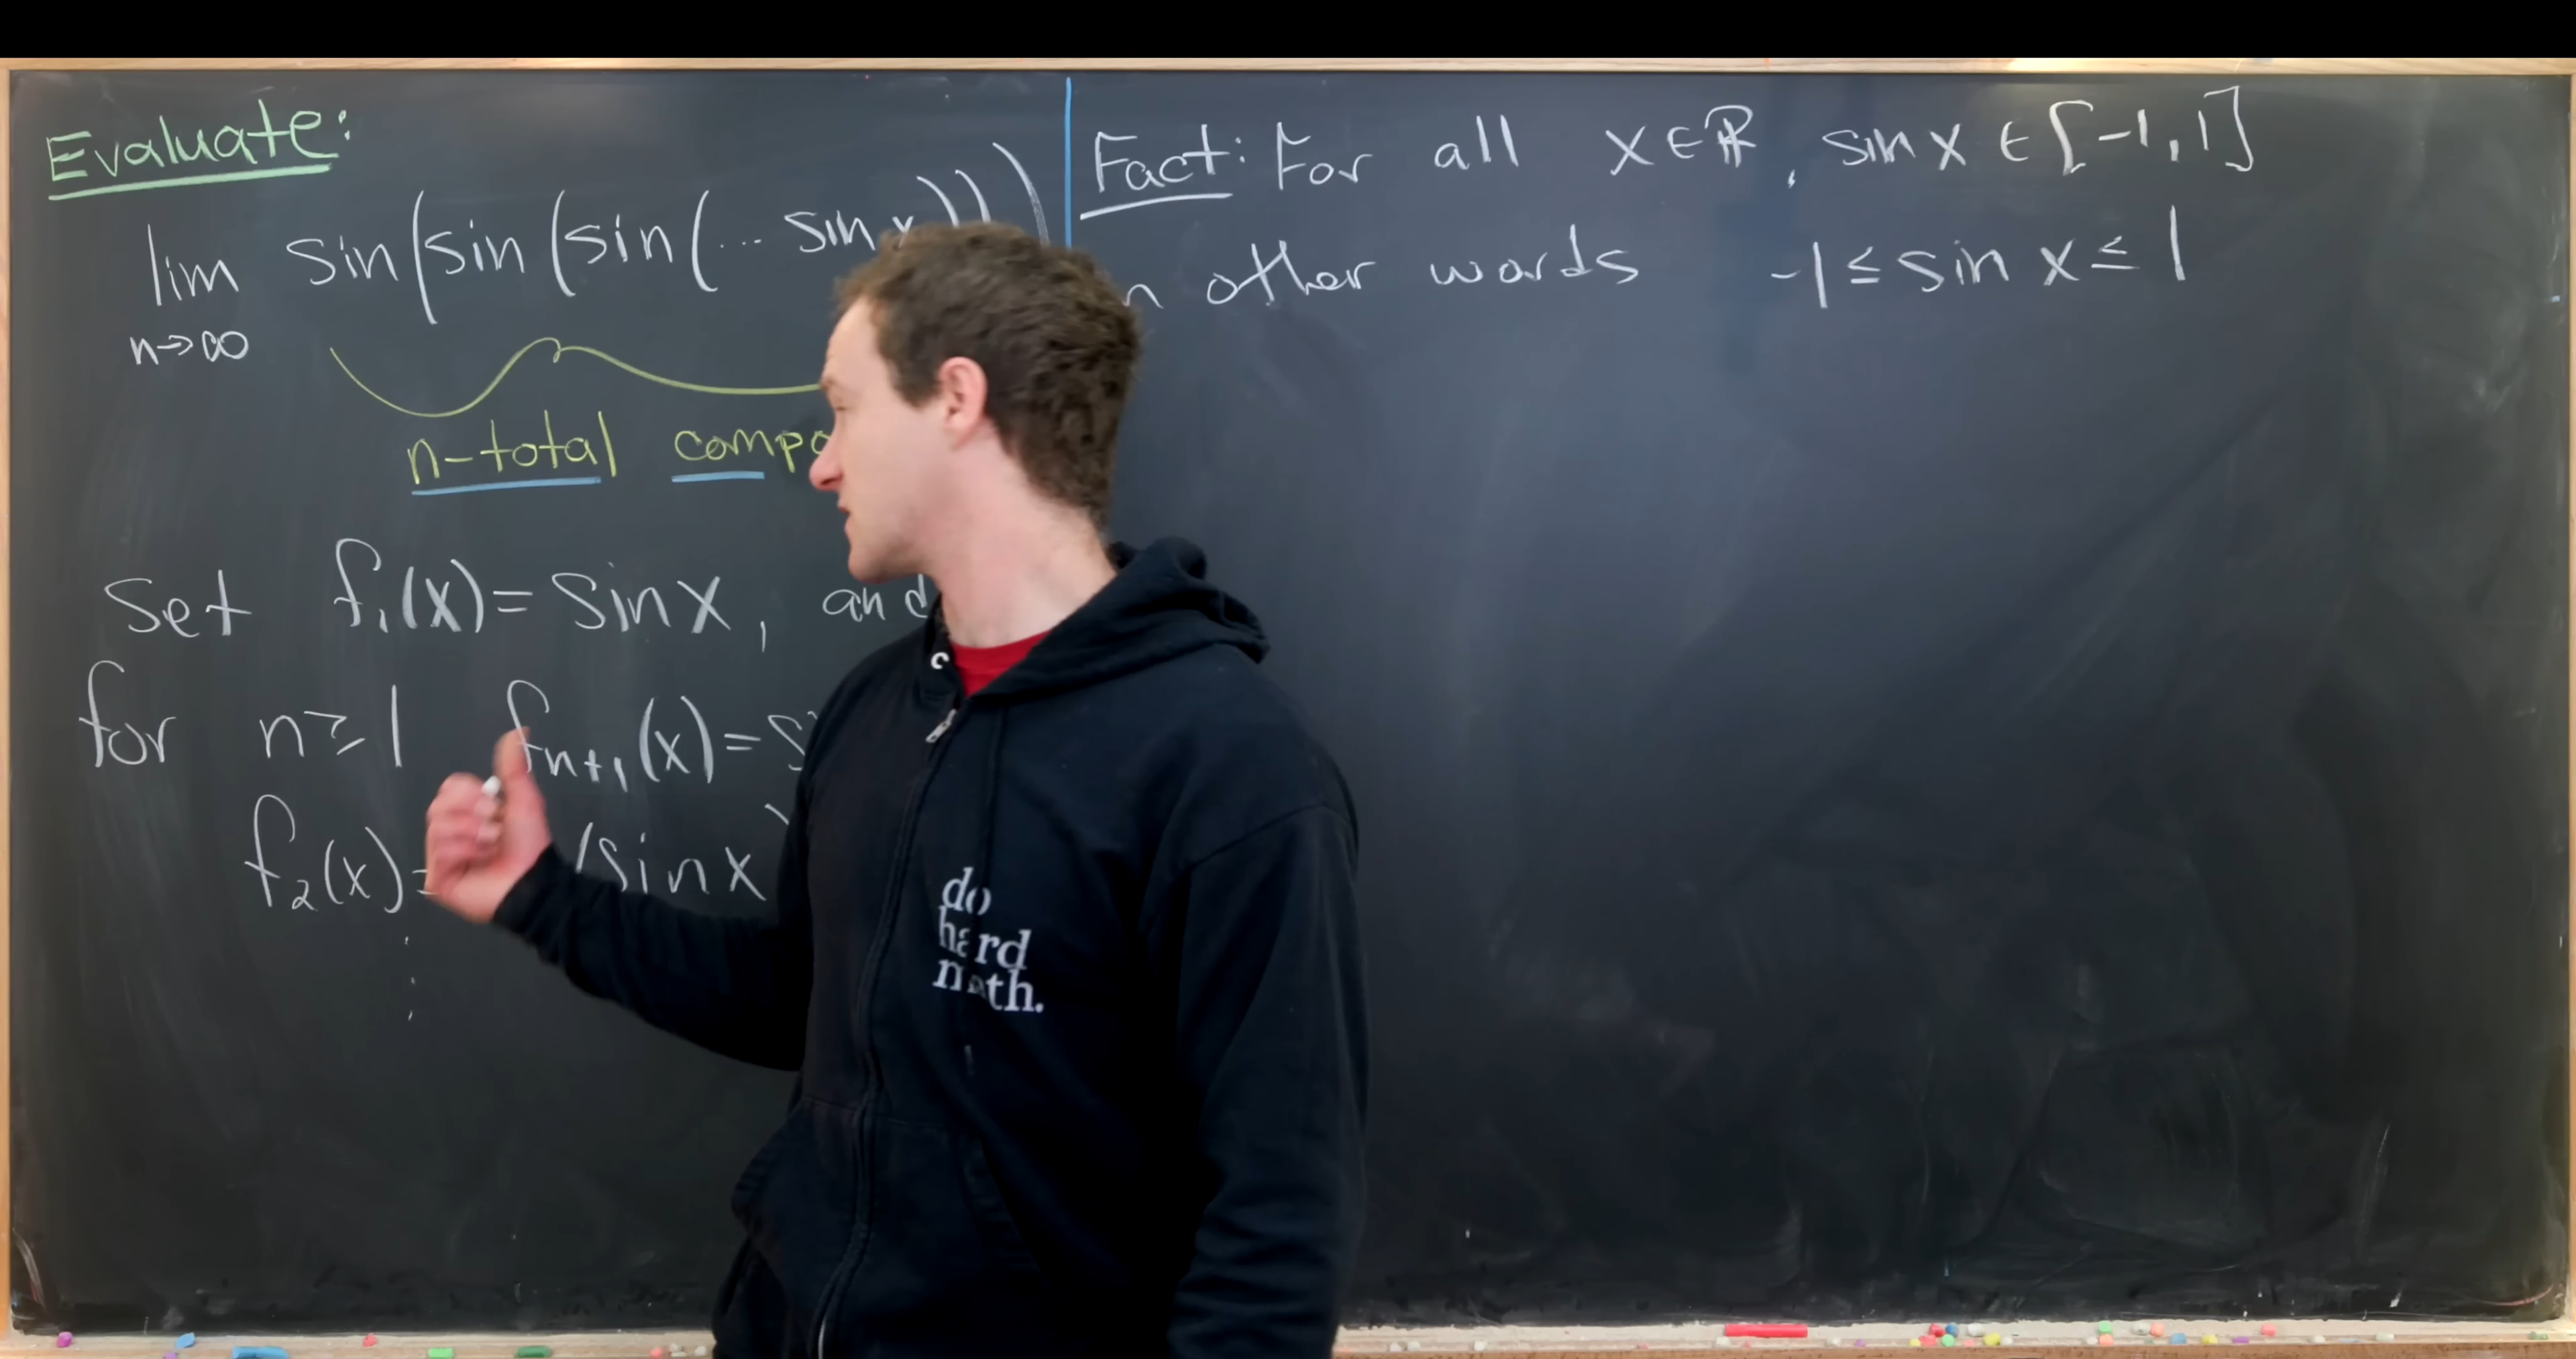 Evaluate:
lim sin(sin(sin(... sin x)))
n→∞
n-total
Set f₁(x)= sin x, and
for n≥1 fₙ₊₁(x)=
f₂(x)= (sin x)
⋮
Fact: For all x∈ℝ, sin x ∈[-1,1]
other words -1≤ sin x ≤ 1
do
hard
math.